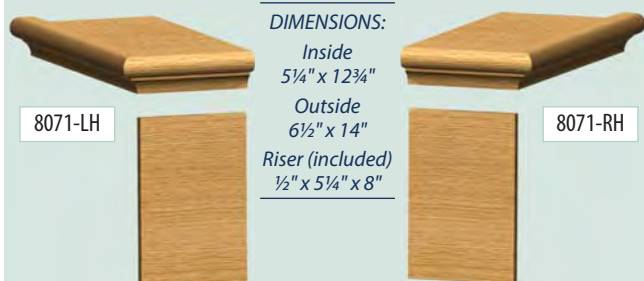 DIMENSIONS:
Inside
5¼" x 12¾"
Outside
6½" x 14"
Riser (included)
½" x 5¼" x 8"
8071-LH
8071-RH